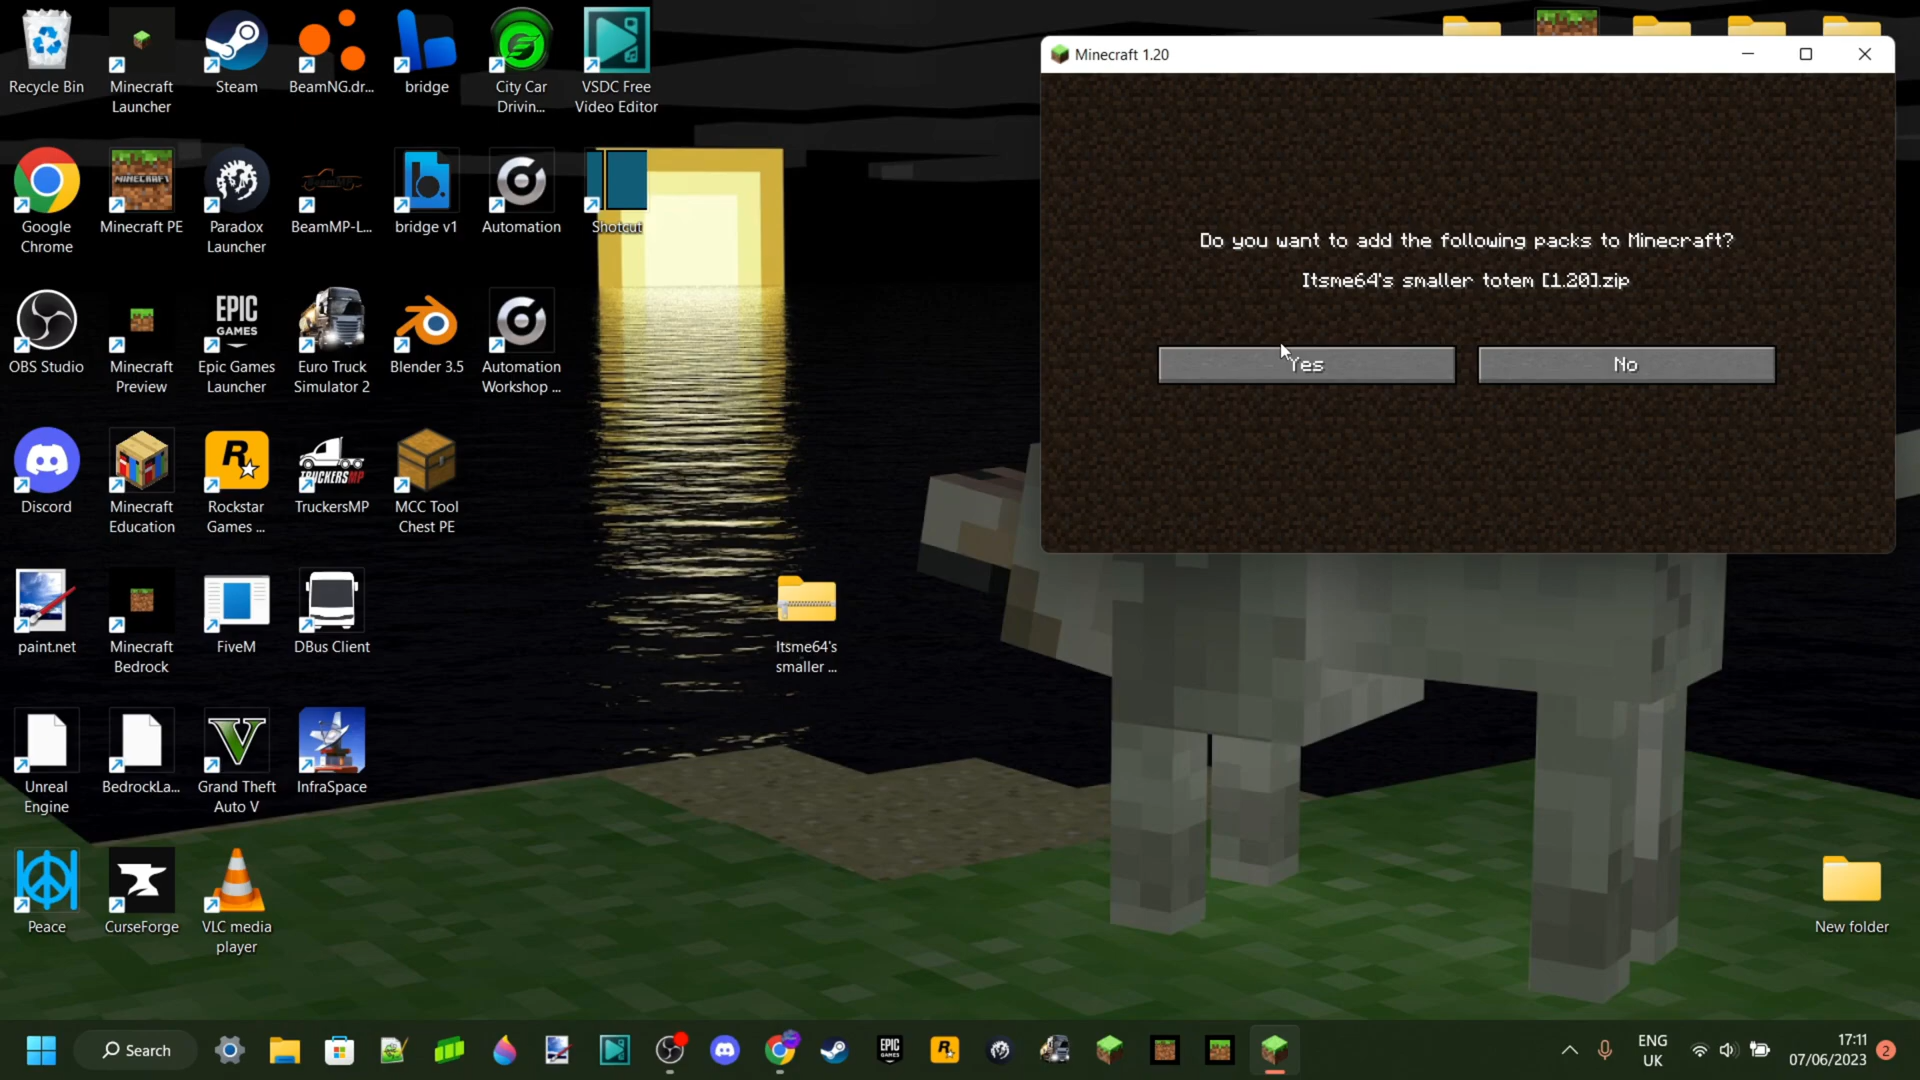 Recycle Bin
Minecraft
Launcher
Steam
BeamNG.dr...
bridge
City Car
Drivin...
VSDC Free
Video Editor
Google
Chrome
MINECRAFT
Minecraft PE
Paradox
Launcher
BeamMP-L...
bridge v1
Automation
Shotcut
OBS Studio
Minecraft
Preview
EPIC
GAMES
Epic Games
Launcher
Euro Truck
Simulator 2
Blender 3.5
Automation
Workshop ...
Discord
Minecraft
Education
R
Rockstar
Games ...
TRUCKERSMP
TruckersMP
MCC Tool
Chest PE
paint.net
Minecraft
Bedrock
FiveM
DBus Client
Itsme64's
smaller ...
Unreal
Engine
BedrockLa...
V
Grand Theft
Auto V
InfraSpace
Peace
CurseForge
VLC media
player
New folder
Minecraft 1.20
Do you want to add the following packs to Minecraft?
Itsme64's smaller totem [1.20].zip
Yes
No
Search
EPIC
GAMES
R
ENG
UK
17:11
07/06/2023
2